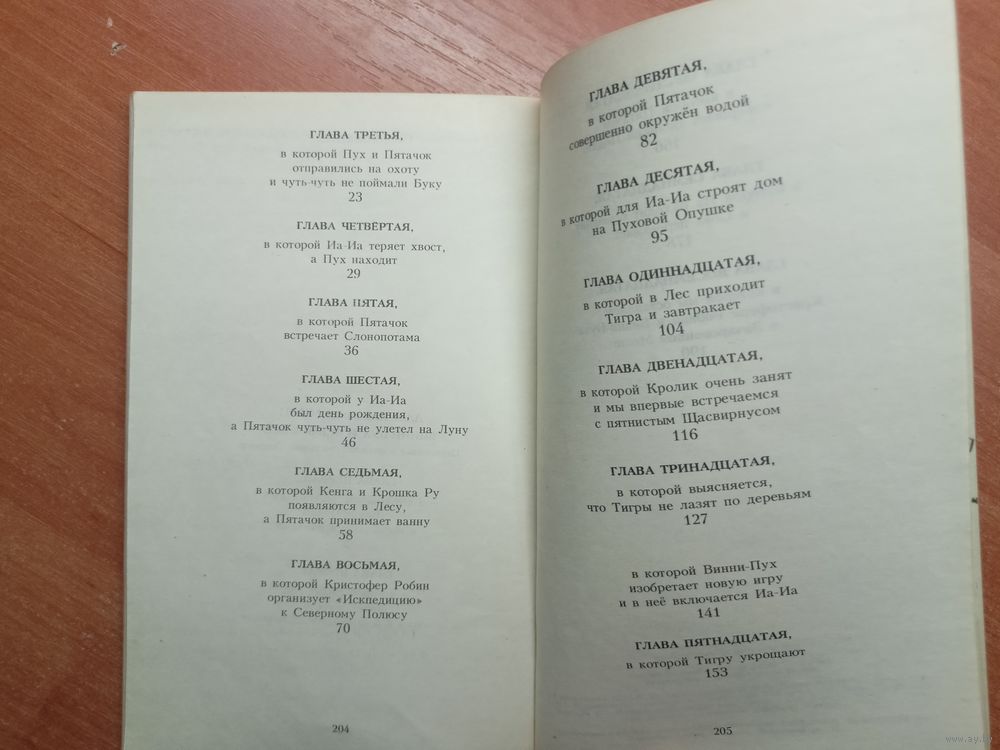 ГЛАВА ТРЕТЬЯ,
в которой Пух и Пятачок
отправились на охоту
и чуть-чуть не поймали Буку
23
ГЛАВА ЧЕТВЁРТАЯ,
в которой Иа-Иа теряет хвост,
а Пух находит
29
ГЛАВА ПЯТАЯ,
в которой Пятачок
встречает Слонопотама
36
ГЛАВА ШЕСТАЯ,
в которой у Иа-Иа
был день рождения,
а Пятачок чуть-чуть не улетел на Луну
46
ГЛАВА СЕДЬМАЯ,
в которой Кенга и Крошка Ру
появляются в Лесу,
а Пятачок принимает ванну
58
ГЛАВА ВОСЬМАЯ,
в которой Кристофер Робин
организует «Искпедицию»
к Северному Полюсу
70
204
ГЛАВА ДЕВЯТАЯ,
в которой Пятачок
совершенно окружён водой
82
ГЛАВА ДЕСЯТАЯ,
в которой для Иа-Иа строят дом
на Пуховой Опушке
95
ГЛАВА ОДИННАДЦАТАЯ,
в которой в Лес приходит
Тигра и завтракает
104
ГЛАВА ДВЕНАДЦАТАЯ,
в которой Кролик очень занят
и мы впервые встречаемся
с пятнистым Щасвирнусом
116
ГЛАВА ТРИНАДЦАТАЯ,
в которой выясняется,
что Тигры не лазят по деревьям
127
в которой Винни-Пух
изобретает новую игру
и в неё включается Иа-Иа
141
ГЛАВА ПЯТНАДЦАТАЯ,
в которой Тигру укрощают
153
205
www.ay.by